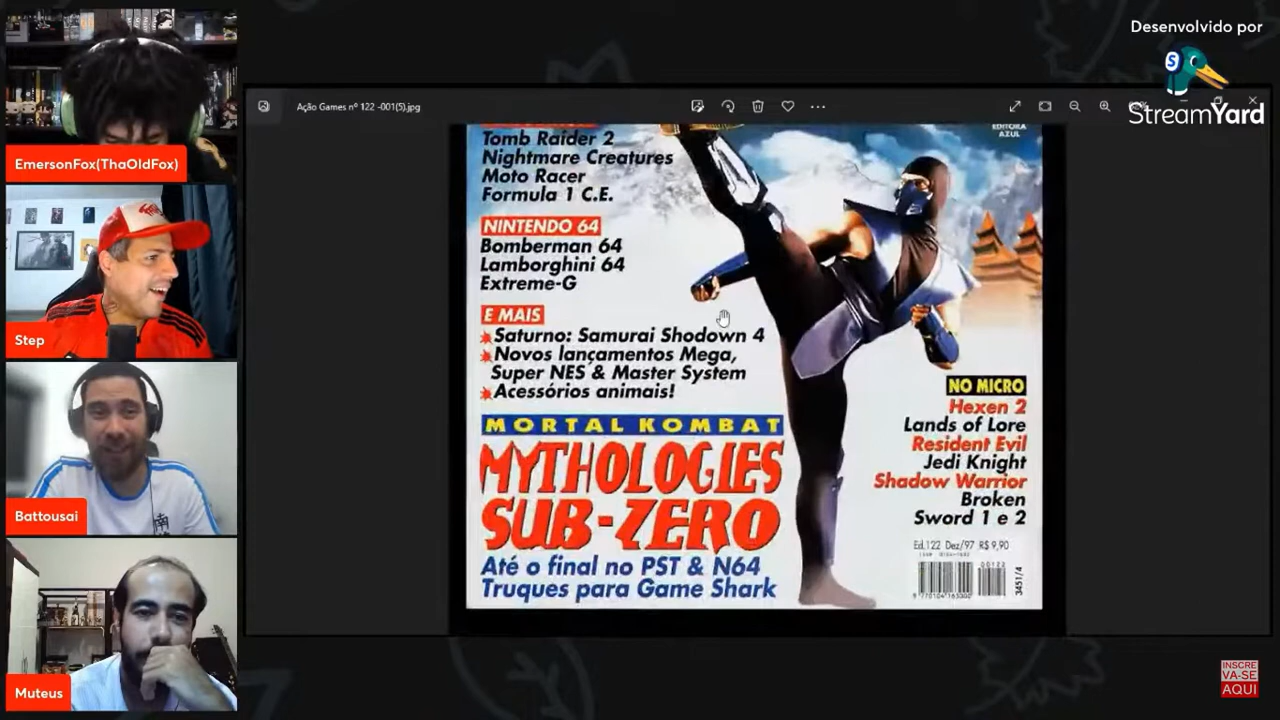 Desenvolvido por
StreamYard
Ação Games nº 122 -001(5).jpg
EmersonFox(ThaOldFox)
Step
Battousai
Muteus
EDITORA
AZUL
Tomb Raider 2
Nightmare Creatures
Moto Racer
Formula 1 C.E.
NINTENDO 64
Bomberman 64
Lamborghini 64
Extreme-G
E MAIS
Saturno: Samurai Shodown 4
Novos lançamentos Mega,
Super NES & Master System
Acessórios animais!
MORTAL KOMBAT
MYTHOLOGIES
SUB-ZERO
Até o final no PST & N64
Truques para Game Shark
NO MICRO
Hexen 2
Lands of Lore
Resident Evil
Jedi Knight
Shadow Warrior
Broken
Sword 1 e 2
Ed.122 Dez/97 R$ 9,90
00122
3451/4
INSCRE
VA-SE
AQUI